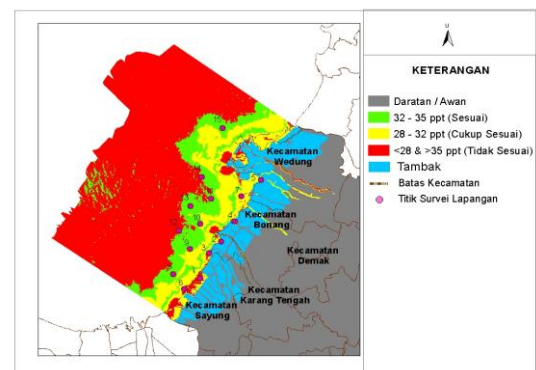 U
KETERANGAN
Daratan / Awan
32 - 35 ppt (Sesuai)
28 - 32 ppt (Cukup Sesuai)
<28 & >35 ppt (Tidak Sesuai)
Tambak
Batas Kecamatan
Titik Survei Lapangan
Kecamatan
Wedung
Kecamatan
Bonang
Kecamatan
Demak
Kecamatan
Karang Tengah
Kecamatan
Sayung